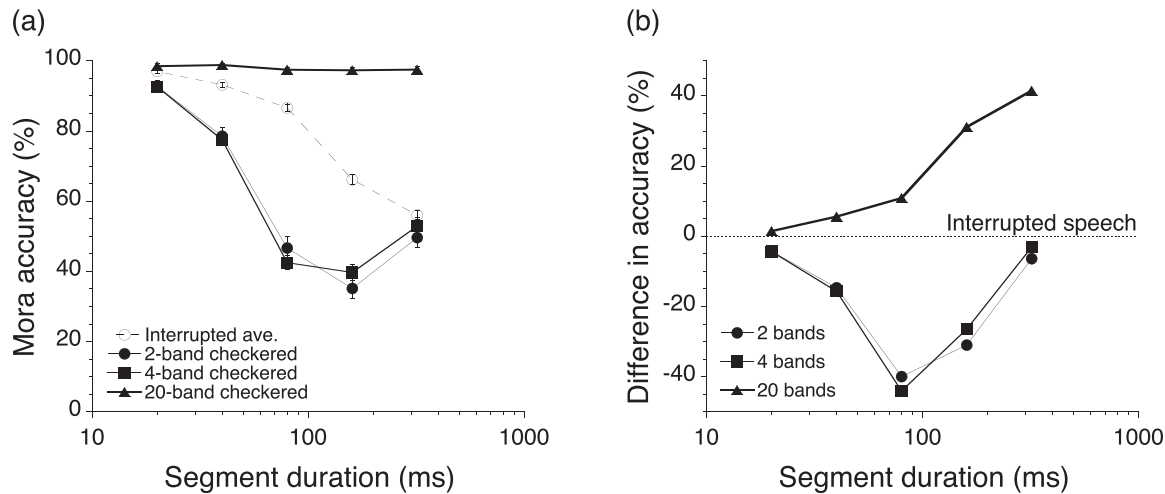 (a)
Mora accuracy (%)
100
80
60
40
20
0
Interrupted ave.
2-band checkered
4-band checkered
20-band checkered
10
100
1000
Segment duration (ms)
(b)
Difference in accuracy (%)
40
20
0
-20
-40
Interrupted speech
2 bands
4 bands
20 bands
10
100
1000
Segment duration (ms)